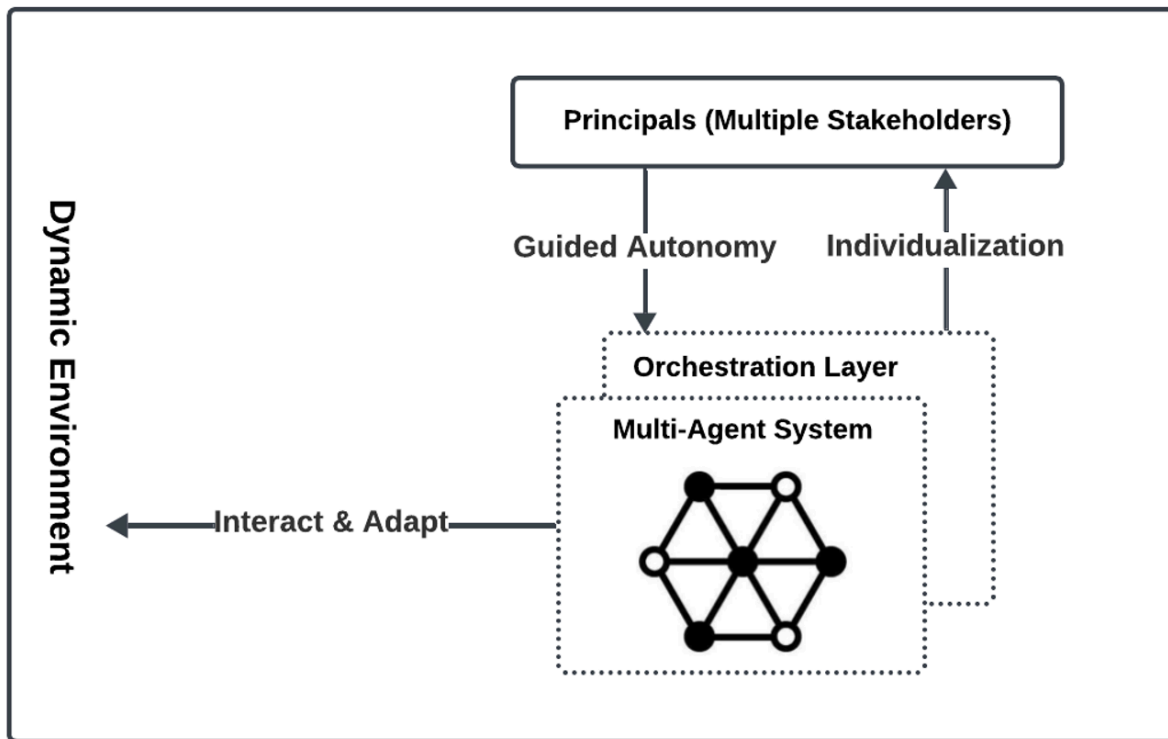 Principals (Multiple Stakeholders)
Guided Autonomy
Individualization
Dynamic Environment
Orchestration Layer
Multi-Agent System
Interact & Adapt